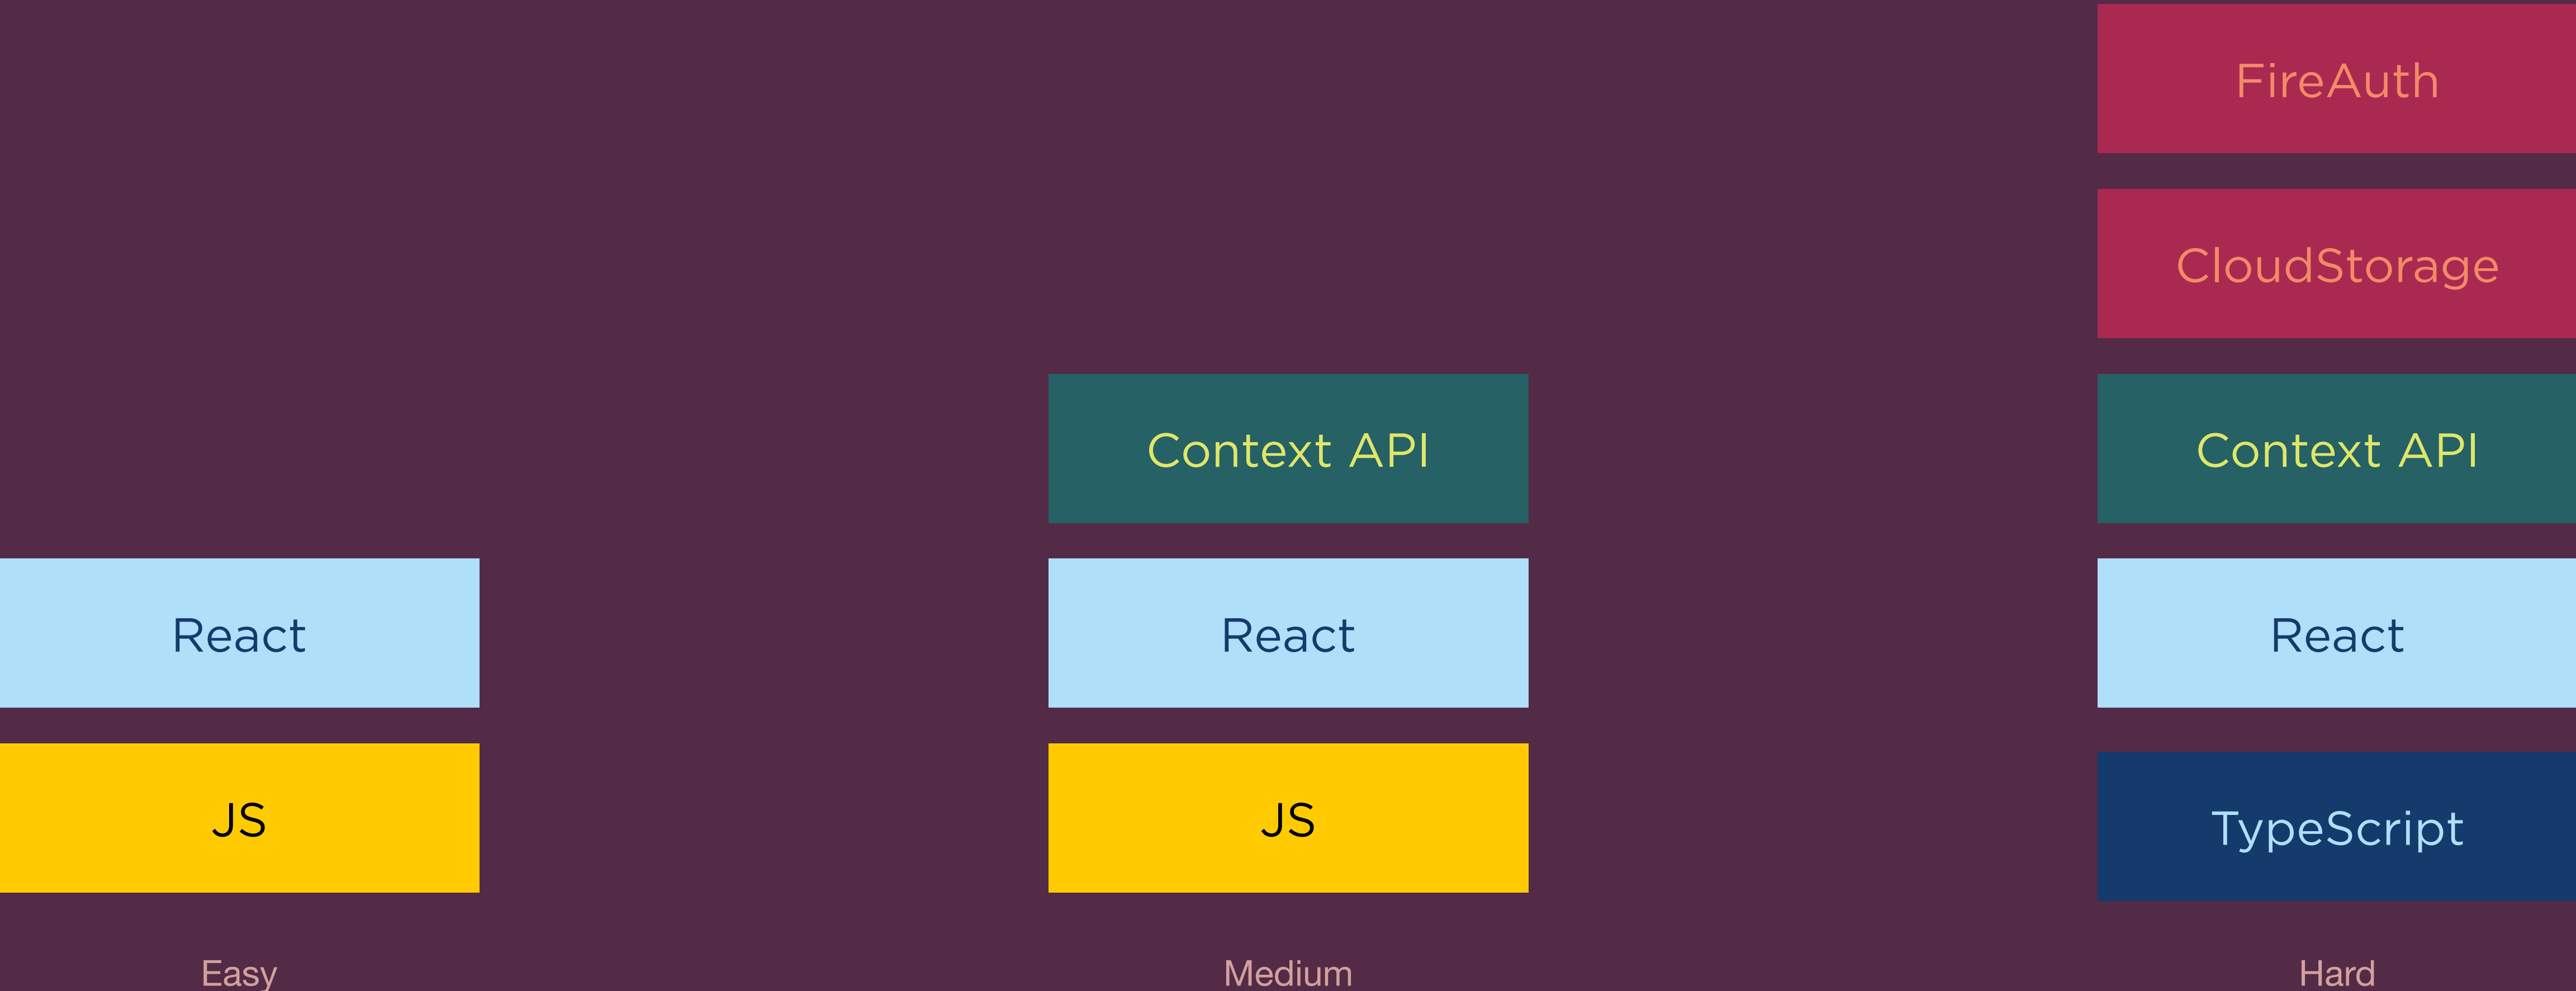 FireAuth
CloudStorage
Context API
Context API
React
React
React
JS
JS
TypeScript
Easy
Medium
Hard